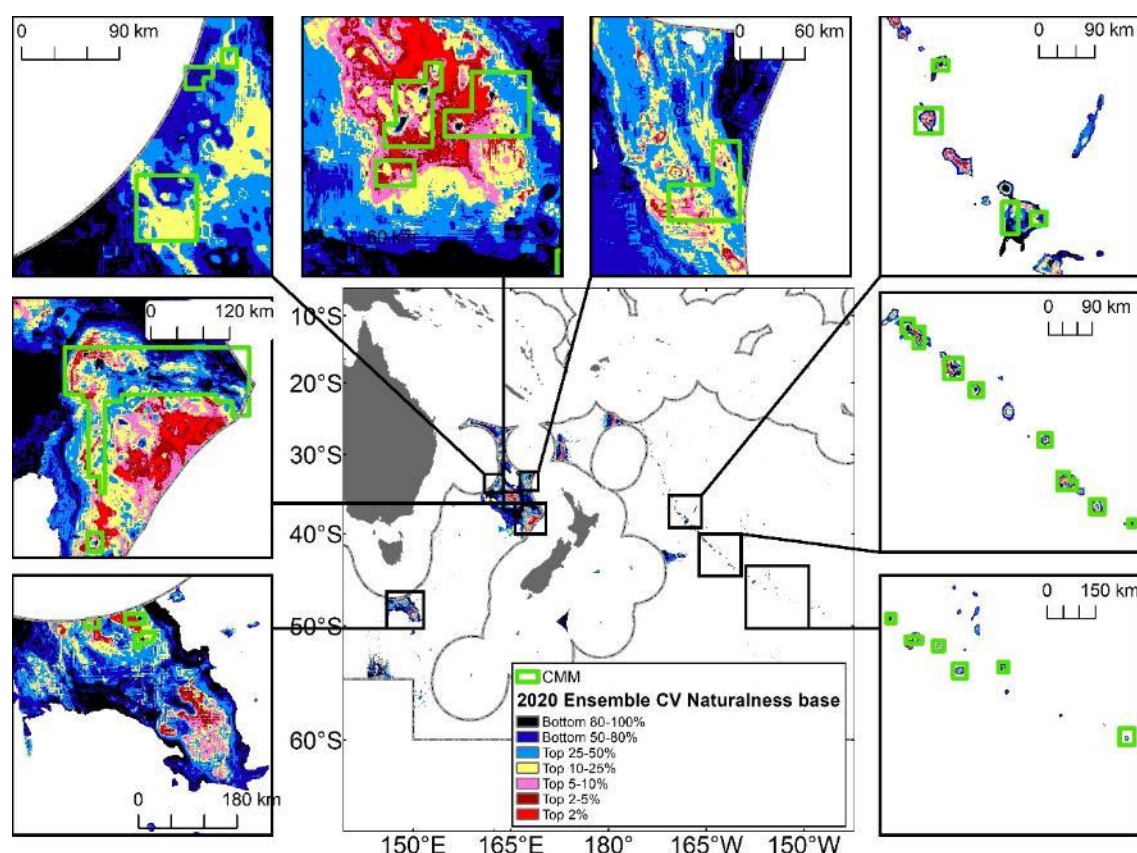 0 90 km
60 km
0 60 km
0 90 km
0 120 km
0 90 km
0 180 km
0 150 km
10°S
20°S
30°S
40°S
50°S
60°S
CMM
2020 Ensemble CV Naturalness base
Bottom 80-100%
Bottom 50-80%
Top 25-50%
Top 10-25%
Top 5-10%
Top 2-5%
Top 2%
150°E 165°E 180° 165°W 150°W